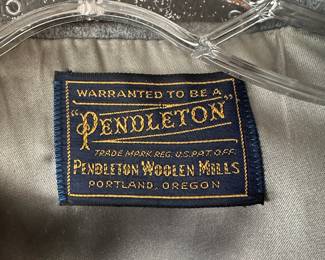 WARRANTED TO BE A
"PENDLETON"
TRADE MARK REG. U.S. PAT. OFF.
PENDLETON WOOLEN MILLS
PORTLAND, OREGON